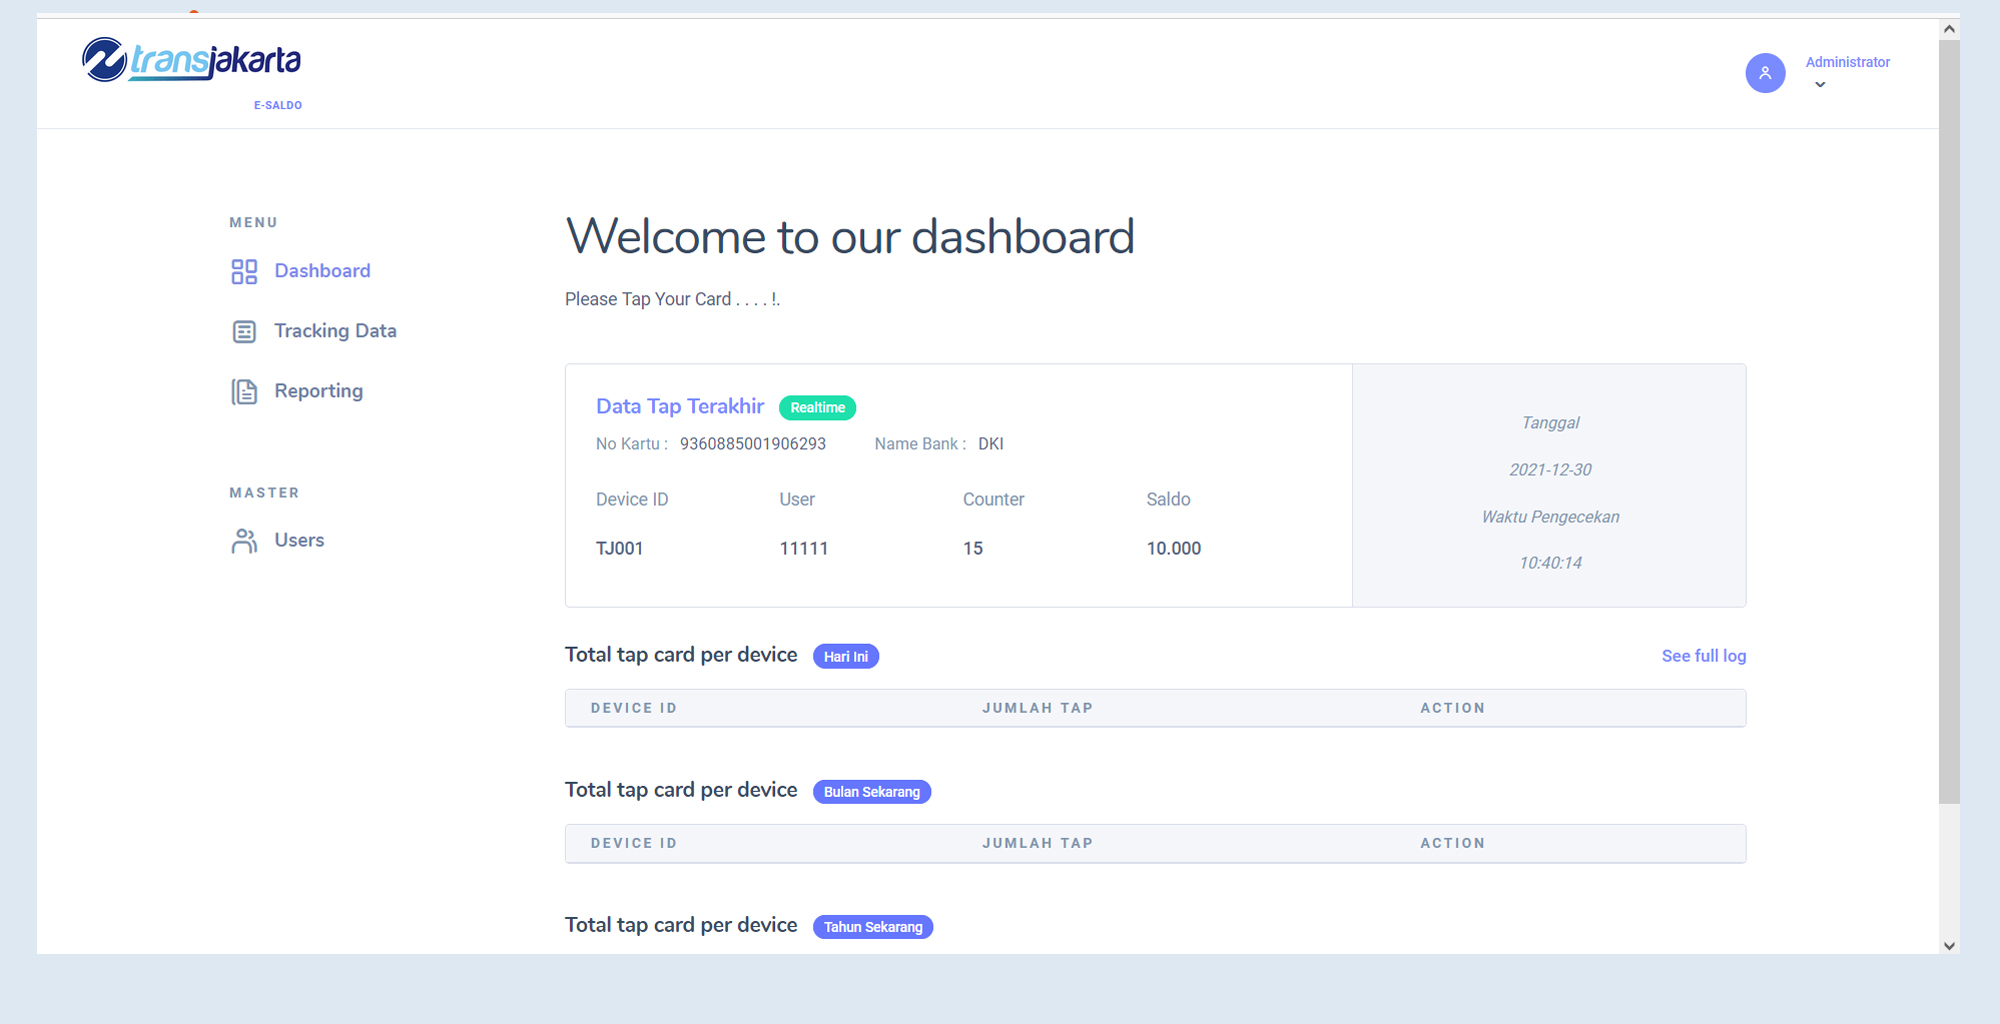 transjakarta
E-SALDO
Administrator
MENU
Dashboard
Tracking Data
Reporting
MASTER
Users
Welcome to our dashboard
Please Tap Your Card . . . . !.
Data Tap Terakhir Realtime
No Kartu : 9360885001906293 Name Bank : DKI
Device ID User Counter Saldo
TJ001 11111 15 10.000
Tanggal
2021-12-30
Waktu Pengecekan
10:40:14
Total tap card per device Hari Ini See full log
DEVICE ID JUMLAH TAP ACTION
Total tap card per device Bulan Sekarang
DEVICE ID JUMLAH TAP ACTION
Total tap card per device Tahun Sekarang